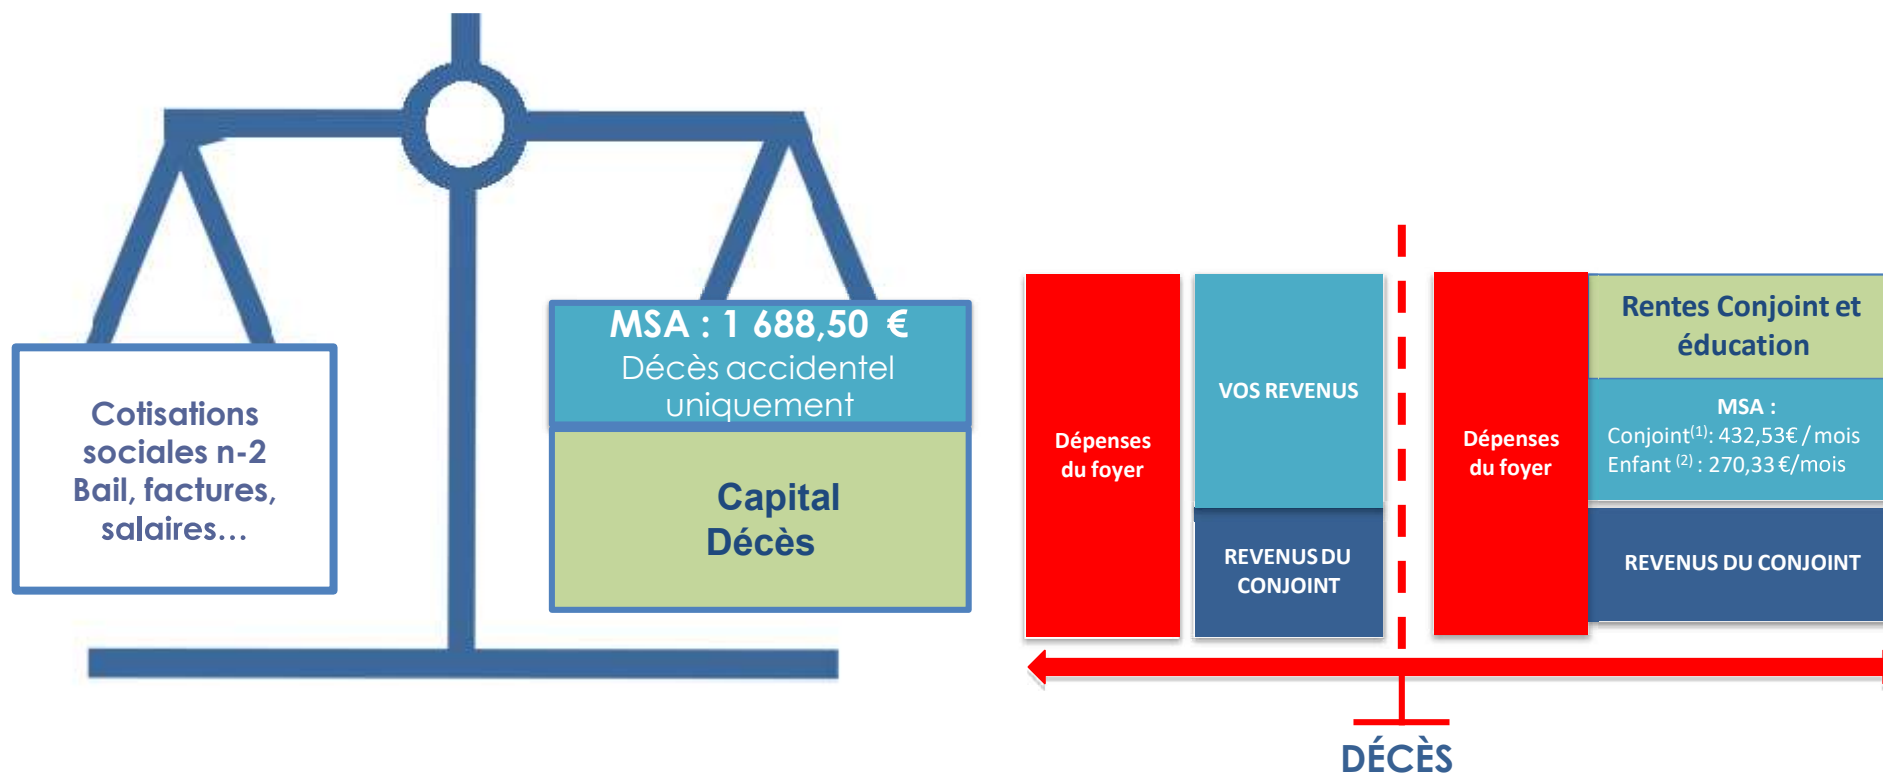 Cotisations
sociales n-2
Bail, factures,
salaires…
MSA : 1 688,50 €
Décès accidentel
uniquement
Capital
Décès
Dépenses
du foyer
VOS REVENUS
REVENUS DU
CONJOINT
Dépenses
du foyer
Rentes Conjoint et
éducation
MSA :
Conjoint(1): 432,53€ / mois
Enfant (2) : 270,33 €/mois
REVENUS DU CONJOINT
DÉCÈS